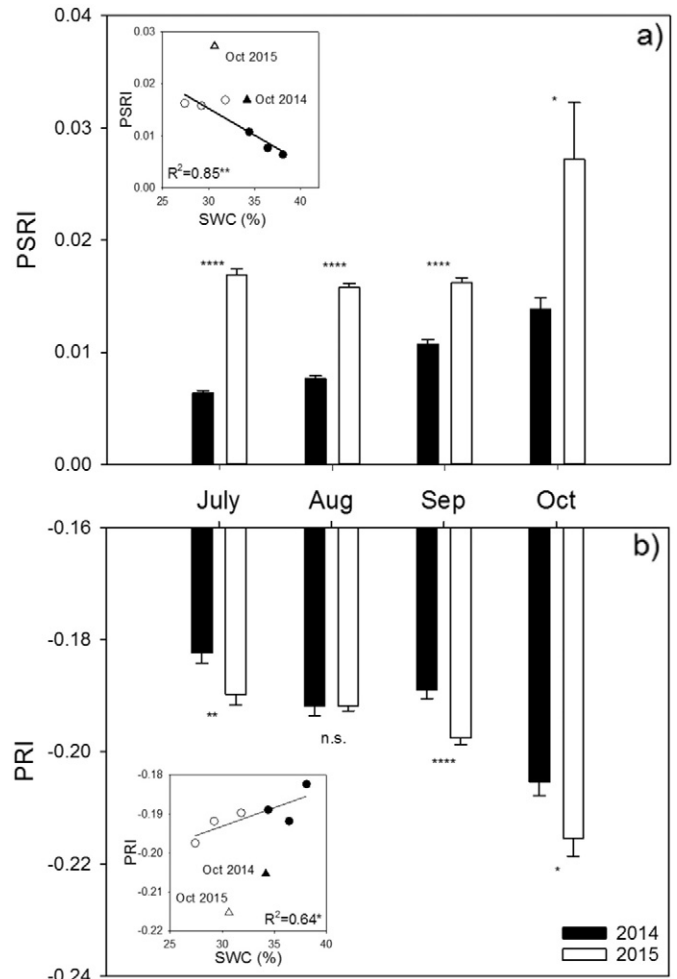 0.04
a)
0.03
Oct 2015
0.02
PSRI
Oct 2014
0.01
R2=0.85**
0.00
25 30 35 40
SWC (%)
*
0.03
PSRI
0.02
**** **** ****
0.01
0.00
July Aug Sep Oct
-0.16
b)
-0.18
**
n.s.
****
*
-0.20
PRI
-0.18
-0.19
PRI
-0.20
Oct 2014
-0.21
Oct 2015
R2=0.64*
-0.22
25 30 35 40
SWC (%)
-0.22
2014
2015
-0.24